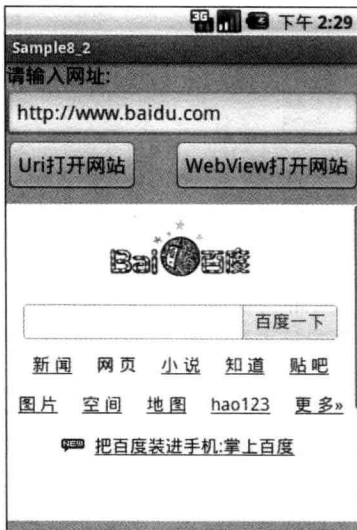 3G 下午 2:29
Sample8_2
请输入网址:
http://www.baidu.com
Uri打开网站 WebView打开网站
Bai百度
百度一下
新闻 网页 小说 知道 贴吧
图片 空间 地图 hao123 更多»
NEW 把百度装进手机:掌上百度